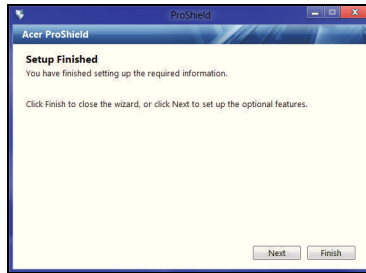 ProShield
Acer ProShield
Setup Finished
You have finished setting up the required information.
Click Finish to close the wizard, or click Next to set up the optional features.
Next
Finish